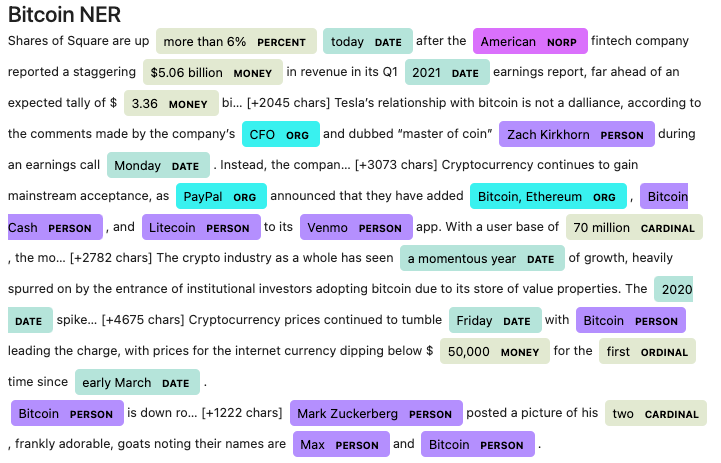 Bitcoin NER
Shares of Square are up more than 6% PERCENT today DATE after the American NORP fintech company
reported a staggering $5.06 billion MONEY in revenue in its Q1 2021 DATE earnings report, far ahead of an
expected tally of $ 3.36 MONEY bi… [+2045 chars] Tesla’s relationship with bitcoin is not a dalliance, according to
the comments made by the company’s CFO ORG and dubbed “master of coin” Zach Kirkhorn PERSON during
an earnings call Monday DATE . Instead, the compan… [+3073 chars] Cryptocurrency continues to gain
mainstream acceptance, as PayPal ORG announced that they have added Bitcoin, Ethereum ORG , Bitcoin
Cash PERSON , and Litecoin PERSON to its Venmo PERSON app. With a user base of 70 million CARDINAL
, the mo… [+2782 chars] The crypto industry as a whole has seen a momentous year DATE of growth, heavily
spurred on by the entrance of institutional investors adopting bitcoin due to its store of value properties. The 2020
DATE spike… [+4675 chars] Cryptocurrency prices continued to tumble Friday DATE with Bitcoin PERSON
leading the charge, with prices for the internet currency dipping below $ 50,000 MONEY for the first ORDINAL
time since early March DATE .
Bitcoin PERSON is down ro… [+1222 chars] Mark Zuckerberg PERSON posted a picture of his two CARDINAL
, frankly adorable, goats noting their names are Max PERSON and Bitcoin PERSON .